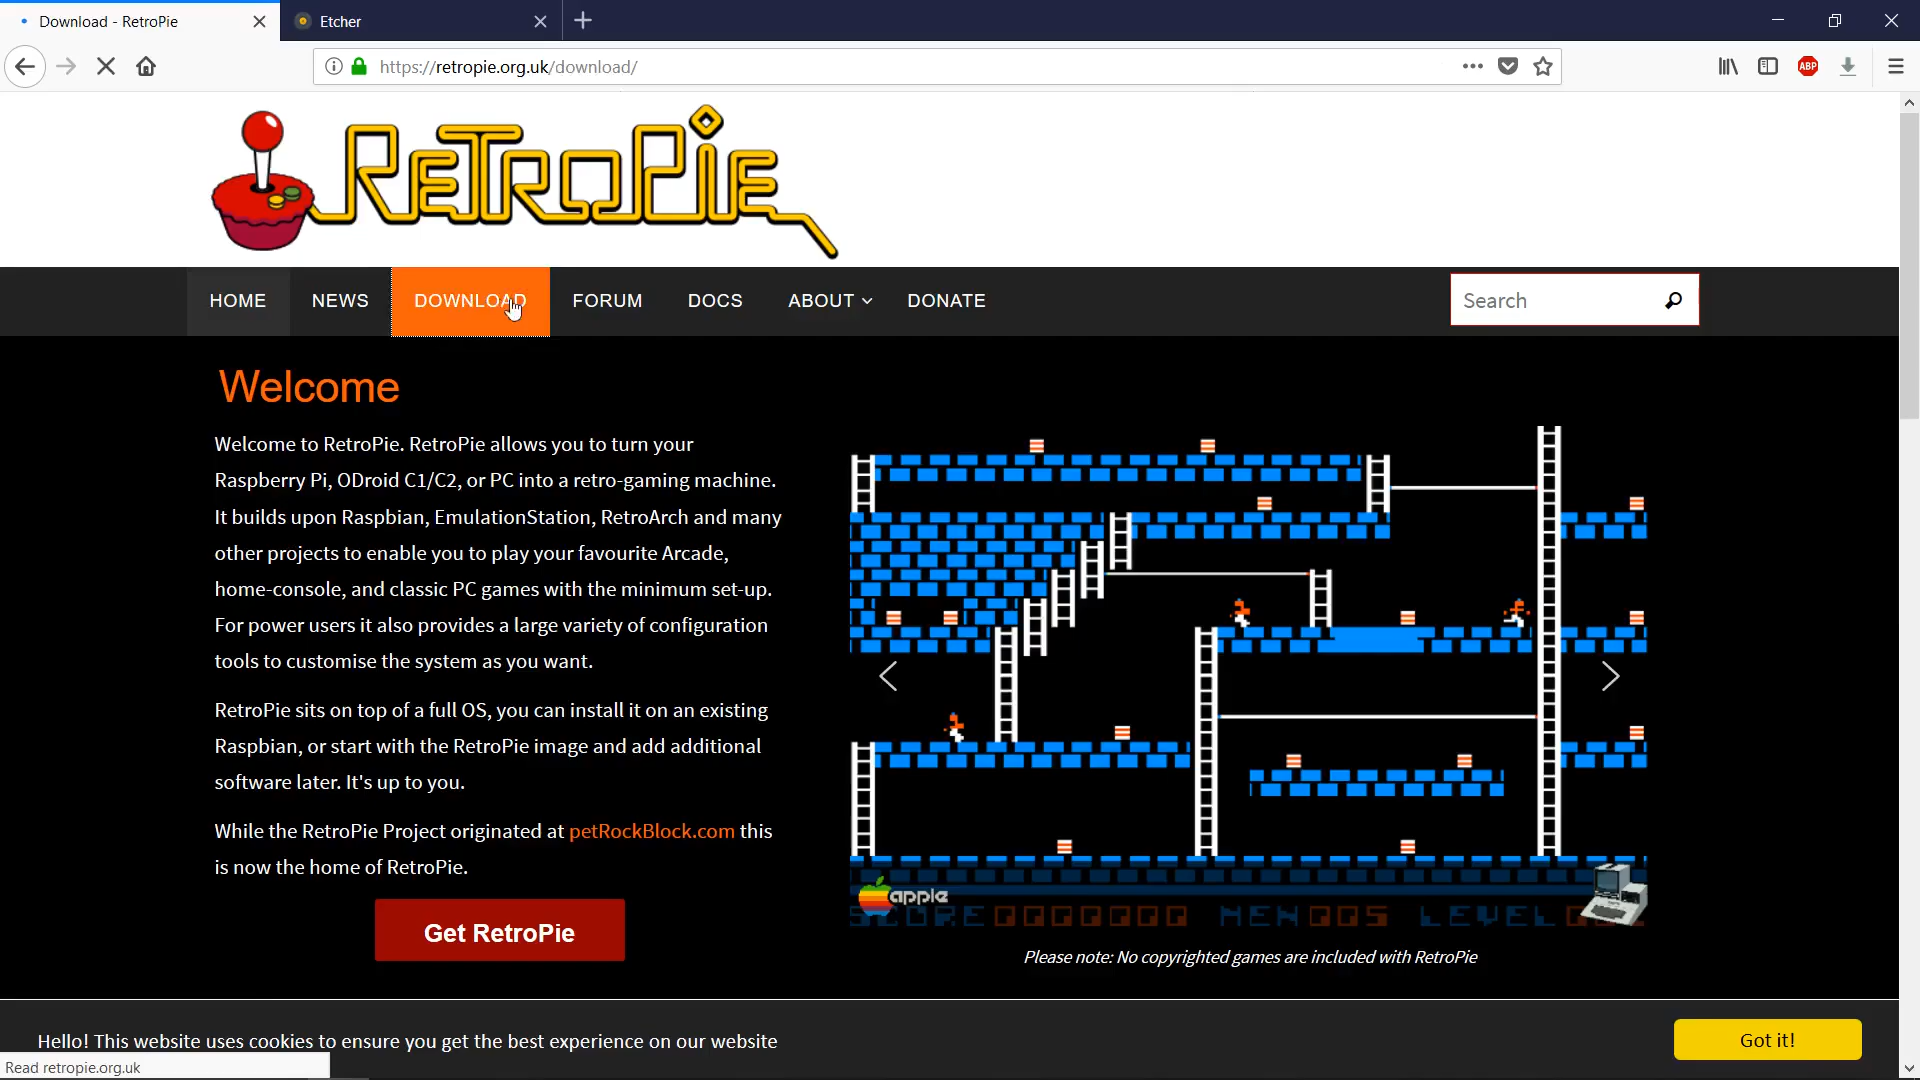 Download - RetroPie
Etcher
https://retropie.org.uk/download/
ABP
RetroPie
HOME NEWS DOWNLOAD FORUM DOCS ABOUT DONATE
Search
Welcome
Welcome to RetroPie. RetroPie allows you to turn your
Raspberry Pi, ODroid C1/C2, or PC into a retro-gaming machine.
It builds upon Raspbian, EmulationStation, RetroArch and many
other projects to enable you to play your favourite Arcade,
home-console, and classic PC games with the minimum set-up.
For power users it also provides a large variety of configuration
tools to customise the system as you want.
RetroPie sits on top of a full OS, you can install it on an existing
Raspbian, or start with the RetroPie image and add additional
software later. It's up to you.
While the RetroPie Project originated at petRockBlock.com this
is now the home of RetroPie.
Get RetroPie
apple
SCORE 0000000 MEN 005 LEVEL
Please note: No copyrighted games are included with RetroPie
Hello! This website uses cookies to ensure you get the best experience on our website
Got it!
Read retropie.org.uk